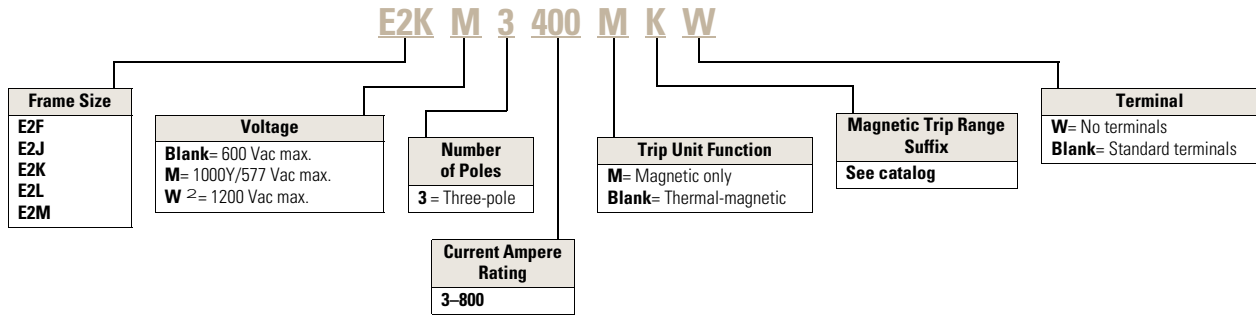 E2K M 3 400 M K W
Frame Size
E2F
E2J
E2K
E2L
E2M
Voltage
Blank= 600 Vac max.
M= 1000Y/577 Vac max.
W 2= 1200 Vac max.
Number
of Poles
3 = Three-pole
Current Ampere
Rating
3–800
Trip Unit Function
M= Magnetic only
Blank= Thermal-magnetic
Magnetic Trip Range
Suffix
See catalog
Terminal
W= No terminals
Blank= Standard terminals